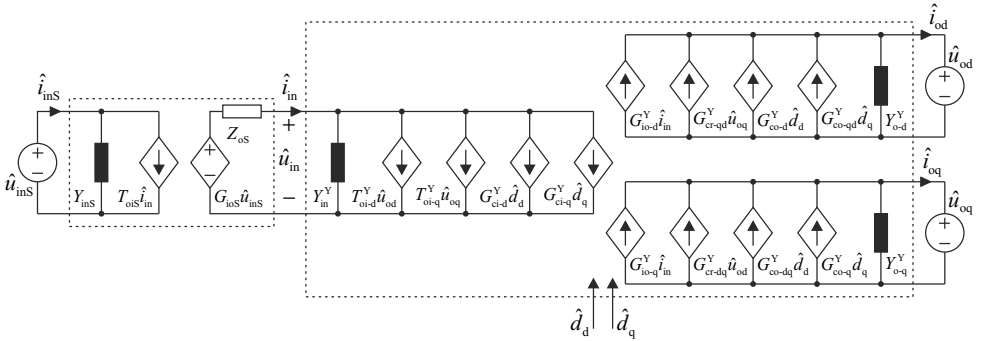 î_inS
û_inS
+
−
Y_inS
T_oiS î_in
+
−
G_ioS û_inS
Z_oS
î_in
+
û_in
−
Y^Y_in
T^Y_oi-d û_od
T^Y_oi-q û_oq
G^Y_ci-d d̂_d
G^Y_ci-q d̂_q
G^Y_io-d î_in
G^Y_cr-qd û_oq
G^Y_co-d d̂_d
G^Y_co-qd d̂_q
Y^Y_o-d
î_od
û_od
+
−
G^Y_io-q î_in
G^Y_cr-dq û_od
G^Y_co-dq d̂_d
G^Y_co-q d̂_q
Y^Y_o-q
î_oq
û_oq
+
−
d̂_d
d̂_q